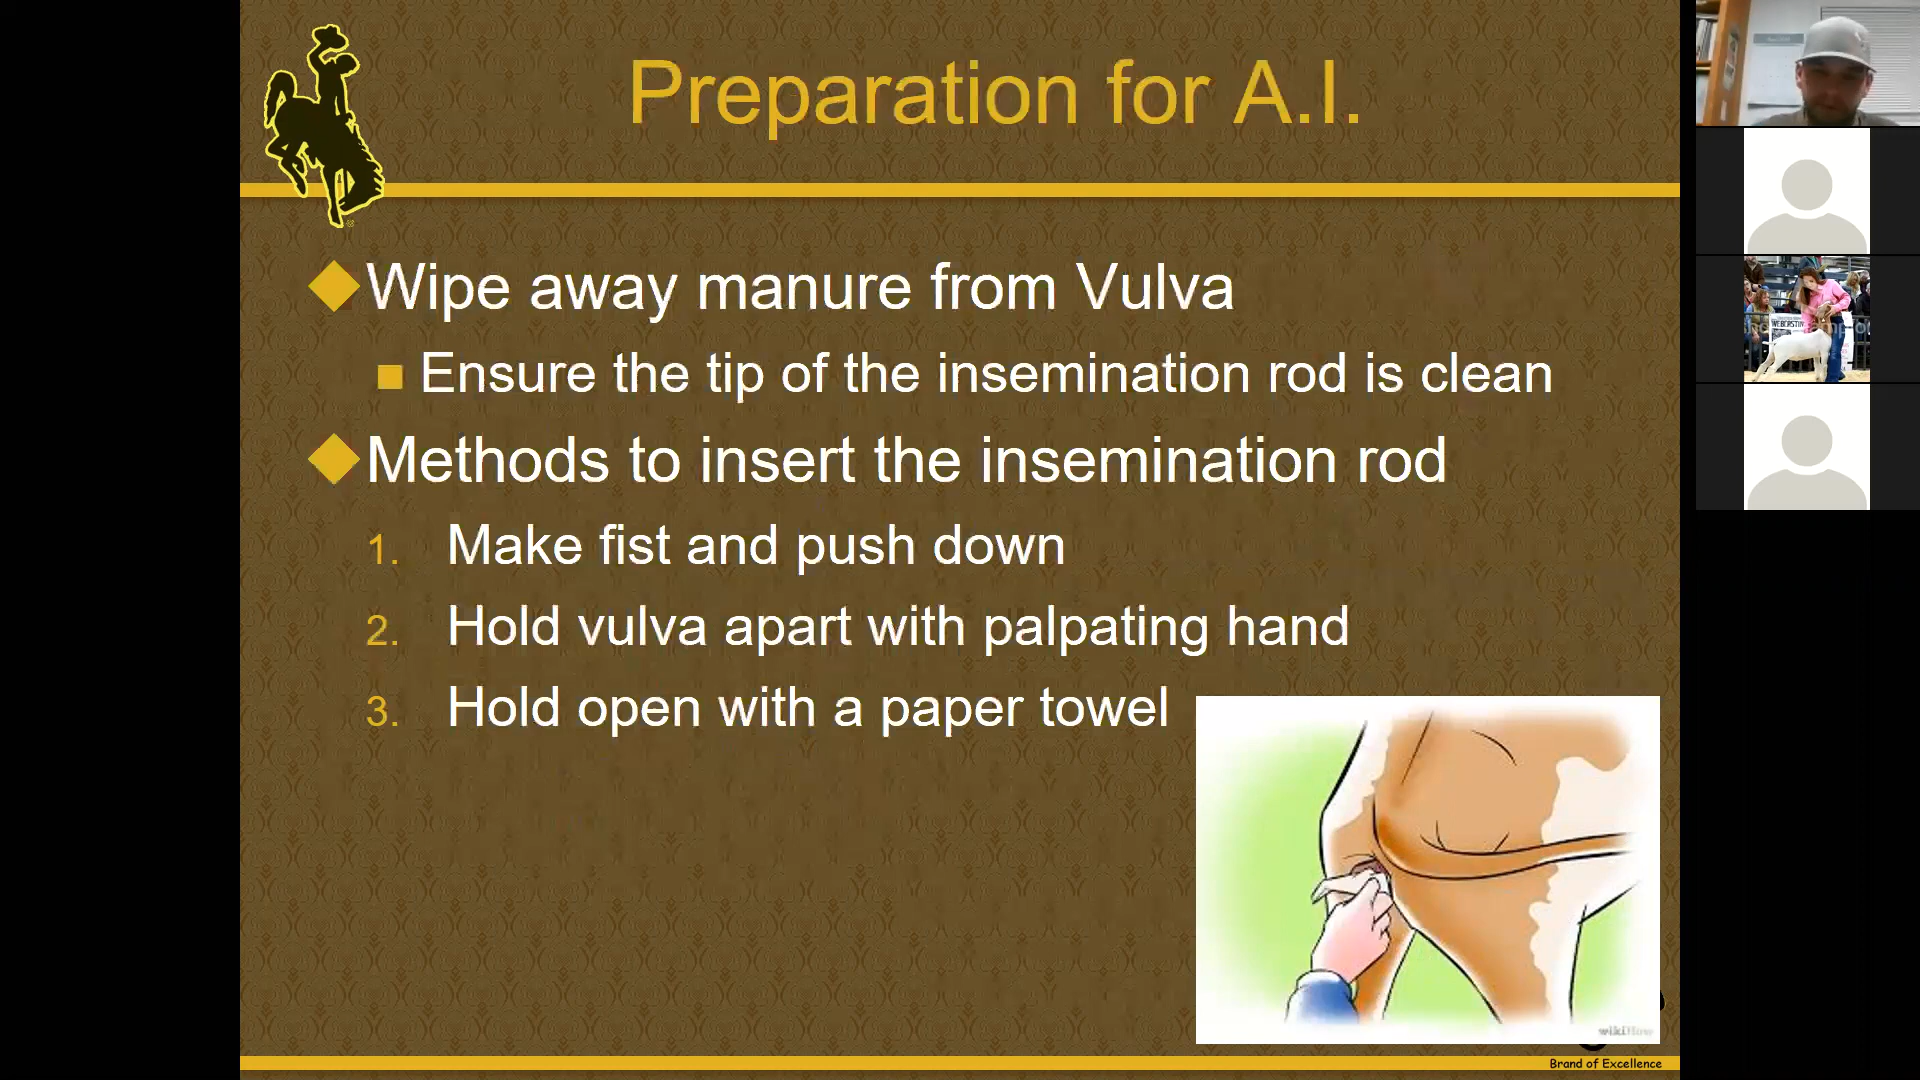 Preparation for A.I.
Wipe away manure from Vulva
Ensure the tip of the insemination rod is clean
Methods to insert the insemination rod
1. Make fist and push down
2. Hold vulva apart with palpating hand
3. Hold open with a paper towel
wikiHow
Brand of Excellence